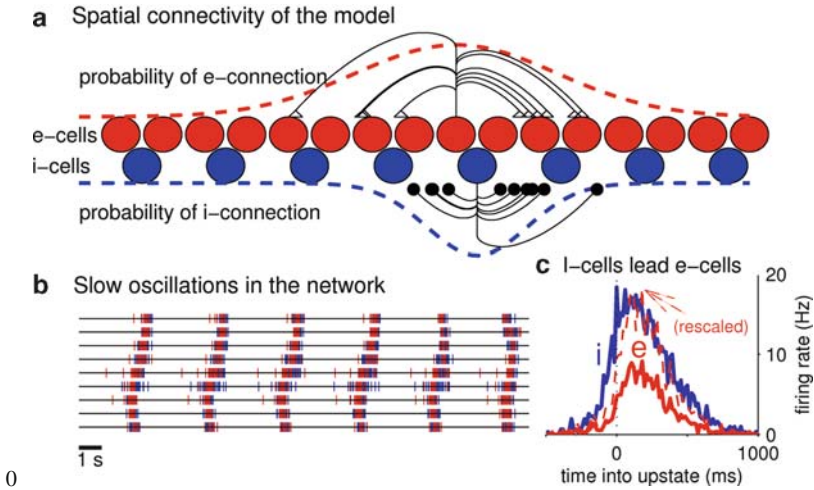 a Spatial connectivity of the model
probability of e-connection
e-cells
i-cells
probability of i-connection
b Slow oscillations in the network
1 s
c I-cells lead e-cells
20
(rescaled)
i
e
10
firing rate (Hz)
0
0
1000
time into upstate (ms)
0